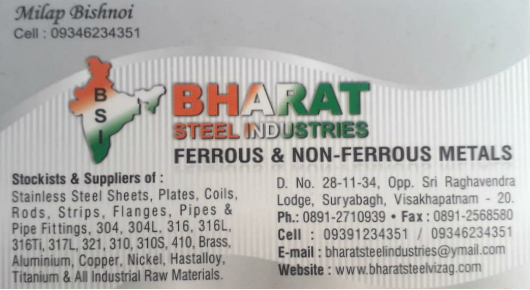 Milap Bishnoi
Cell : 09346234351
BSI
BHARAT
STEEL INDUSTRIES
FERROUS & NON-FERROUS METALS
Stockists & Suppliers of :
Stainless Steel Sheets, Plates, Coils,
Rods, Strips, Flanges, Pipes &
Pipe Fittings, 304, 304L, 316, 316L,
316Ti, 317L, 321, 310, 310S, 410, Brass,
Aluminium, Copper, Nickel, Hastalloy,
Titanium & All Industrial Raw Materials.
D. No. 28-11-34, Opp. Sri Raghavendra
Lodge, Suryabagh, Visakhapatnam - 20.
Ph.: 0891-2710939 • Fax : 0891-2568580
Cell : 09391234351 / 09346234351
E-mail : bharatsteelindustries@ymail.com
Website : www.bharatsteelvizag.com